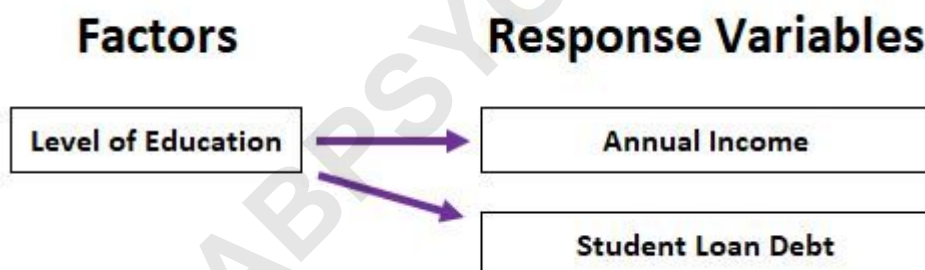 Factors
Response Variables
Level of Education
Annual Income
Student Loan Debt